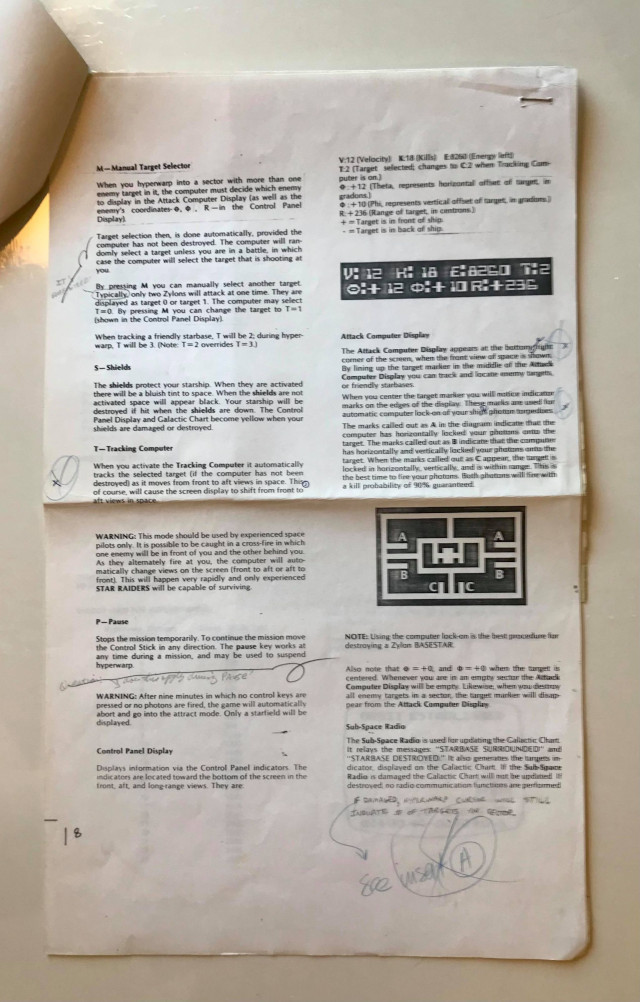 M—Manual Target Selector
When you hyperwarp into a sector with more than one
enemy target in it, the computer must decide which enemy
to display in the Attack Computer Display (as well as the
enemy's coordinates-Θ, Φ, R—in the Control Panel
Display).
Target selection then, is done automatically, provided the
computer has not been destroyed. The computer will ran-
domly select a target unless you are in a battle, in which
case the computer will select the target that is shooting at
you.
IT
By pressing M you can manually select another target.
Typically, only two Zylons will attack at one time. They are
displayed as target 0 or target 1. The computer may select
T=0. By pressing M you can change the target to T=1
(shown in the Control Panel Display).
When tracking a friendly starbase, T will be 2; during hyper-
warp, T will be 3. (Note: T=2 overrides T=3.)
S—Shields
The shields protect your starship. When they are activated
there will be a bluish tint to space. When the shields are not
activated space will appear black. Your starship will be
destroyed if hit when the shields are down. The Control
Panel Display and Galactic Chart become yellow when your
shields are damaged or destroyed.
T—Tracking Computer
When you activate the Tracking Computer it automatically
tracks the selected target (if the computer has not been
destroyed) as it moves from front to aft views in space. This
of course, will cause the screen display to shift from front to
aft views in space.
WARNING: This mode should be used by experienced space
pilots only. It is possible to be caught in a cross-fire in which
one enemy will be in front of you and the other behind you.
As they alternately fire at you, the computer will auto-
matically change views on the screen (front to aft or aft to
front). This will happen very rapidly and only experienced
STAR RAIDERS will be capable of surviving.
P—Pause
Stops the mission temporarily. To continue the mission move
the Control Stick in any direction. The pause key works at
any time during a mission, and may be used to suspend
hyperwarp.
during PAUSE?
WARNING: After nine minutes in which no control keys are
pressed or no photons are fired, the game will automatically
abort and go into the attract mode. Only a starfield will be
displayed.
Control Panel Display
Displays information via the Control Panel indicators. The
indicators are located toward the bottom of the screen in the
front, aft, and long-range views. They are:
8
V:12 (Velocity) K:18 (Kills) E:8260 (Energy left)
T:2 (Target selected; changes to C:2 when Tracking Com-
puter is on.)
Θ:+12 (Theta, represents horizontal offset of target, in
gradons.)
Φ:+10 (Phi, represents vertical offset of target, in gradons.)
R:+236 (Range of target, in centrons.)
+ = Target is in front of ship.
- = Target is in back of ship.
V: 12 K: 18 E:8260 T:2
Θ:+12 Φ:+10 R:+236
Attack Computer Display
The Attack Computer Display appears at the bottom right
corner of the screen, when the front view of space is shown.
By lining up the target marker in the middle of the Attack
Computer Display you can track and locate enemy targets,
or friendly starbases.
When you center the target marker you will notice indicator
marks on the edges of the display. These marks are used for
automatic computer lock-on of your ship's photon torpedoes.
The marks called out as A in the diagram indicate that the
computer has horizontally locked your photons onto the
target. The marks called out as B indicate that the computer
has horizontally and vertically locked your photons onto the
target. When the marks called out as C appear, the target is
locked in horizontally, vertically, and is within range. This is
the best time to fire your photons. Both photons will fire with
a kill probability of 90% guaranteed.
A A
B B
C C
NOTE: Using the computer lock-on is the best procedure for
destroying a Zylon BASESTAR.
Also note that Θ = +0, and Φ = +0 when the target is
centered. Whenever you are in an empty sector the Attack
Computer Display will be empty. Likewise, when you destroy
all enemy targets in a sector, the target marker will disap-
pear from the Attack Computer Display.
Sub-Space Radio
The Sub-Space Radio is used for updating the Galactic Chart.
It relays the messages: "STARBASE SURROUNDED!" and
"STARBASE DESTROYED." It also generates the targets in-
dicator, displayed on the Galactic Chart. If the Sub-Space
Radio is damaged the Galactic Chart will not be updated. If
destroyed, no radio communication functions are performed
IF DAMAGED, HYPERWARP CURSOR WILL STILL
INDICATE # OF TARGETS IN SECTOR.
see insert A